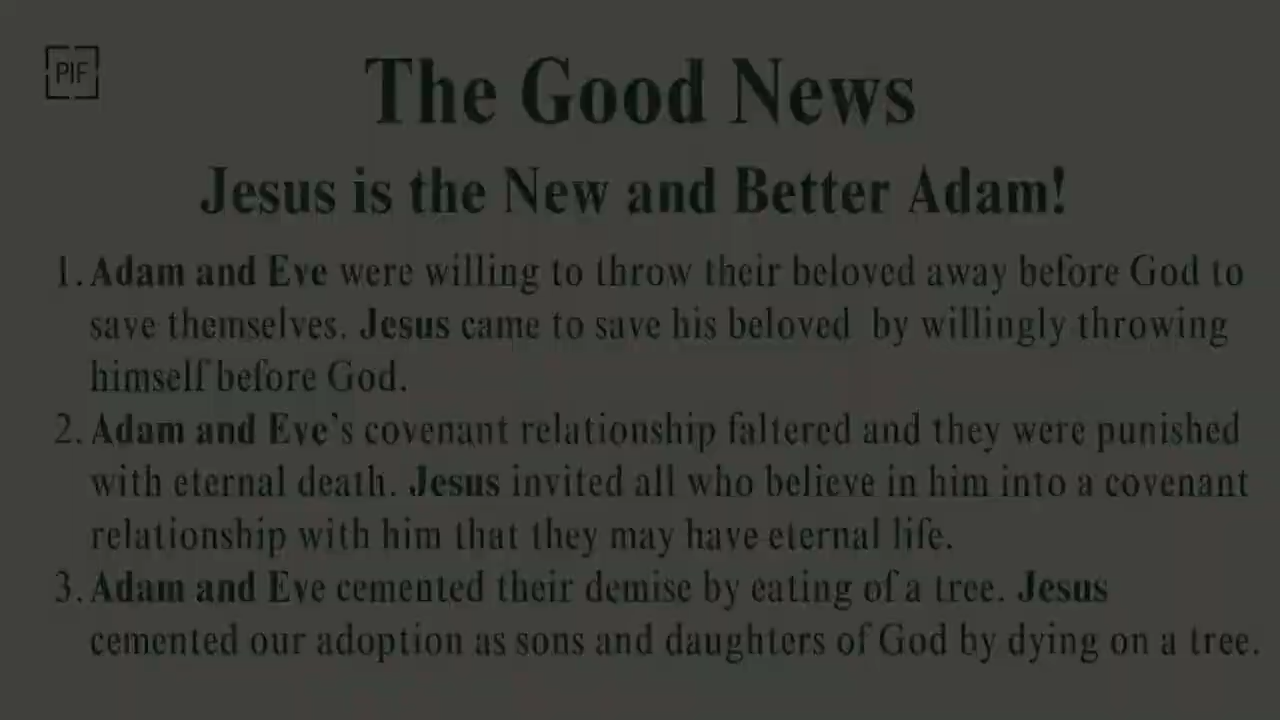 PIF
The Good News
Jesus is the New and Better Adam!
1. Adam and Eve were willing to throw their beloved away before God to
save themselves. Jesus came to save his beloved by willingly throwing
himself before God.
2. Adam and Eve's covenant relationship faltered and they were punished
with eternal death. Jesus invited all who believe in him into a covenant
relationship with him that they may have eternal life.
3. Adam and Eve cemented their demise by eating of a tree. Jesus
cemented our adoption as sons and daughters of God by dying on a tree.